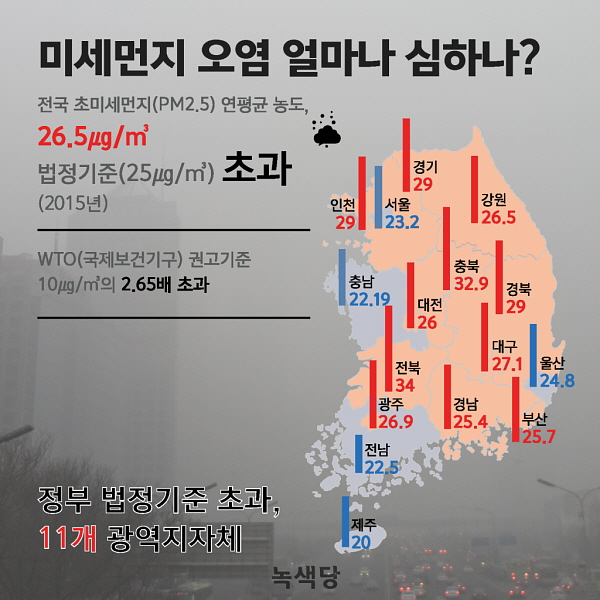 미세먼지 오염 얼마나 심하나?
전국 초미세먼지(PM2.5) 연평균 농도,
26.5㎍/㎥
법정기준(25㎍/㎥) 초과
(2015년)
WTO(국제보건기구) 권고기준
10㎍/㎥의 2.65배 초과
경기
29
인천
29
서울
23.2
강원
26.5
충남
22.19
충북
32.9
대전
26
경북
29
대구
27.1
울산
24.8
전북
34
광주
26.9
경남
25.4
부산
25.7
전남
22.5
제주
20
정부 법정기준 초과,
11개 광역지자체
녹색당